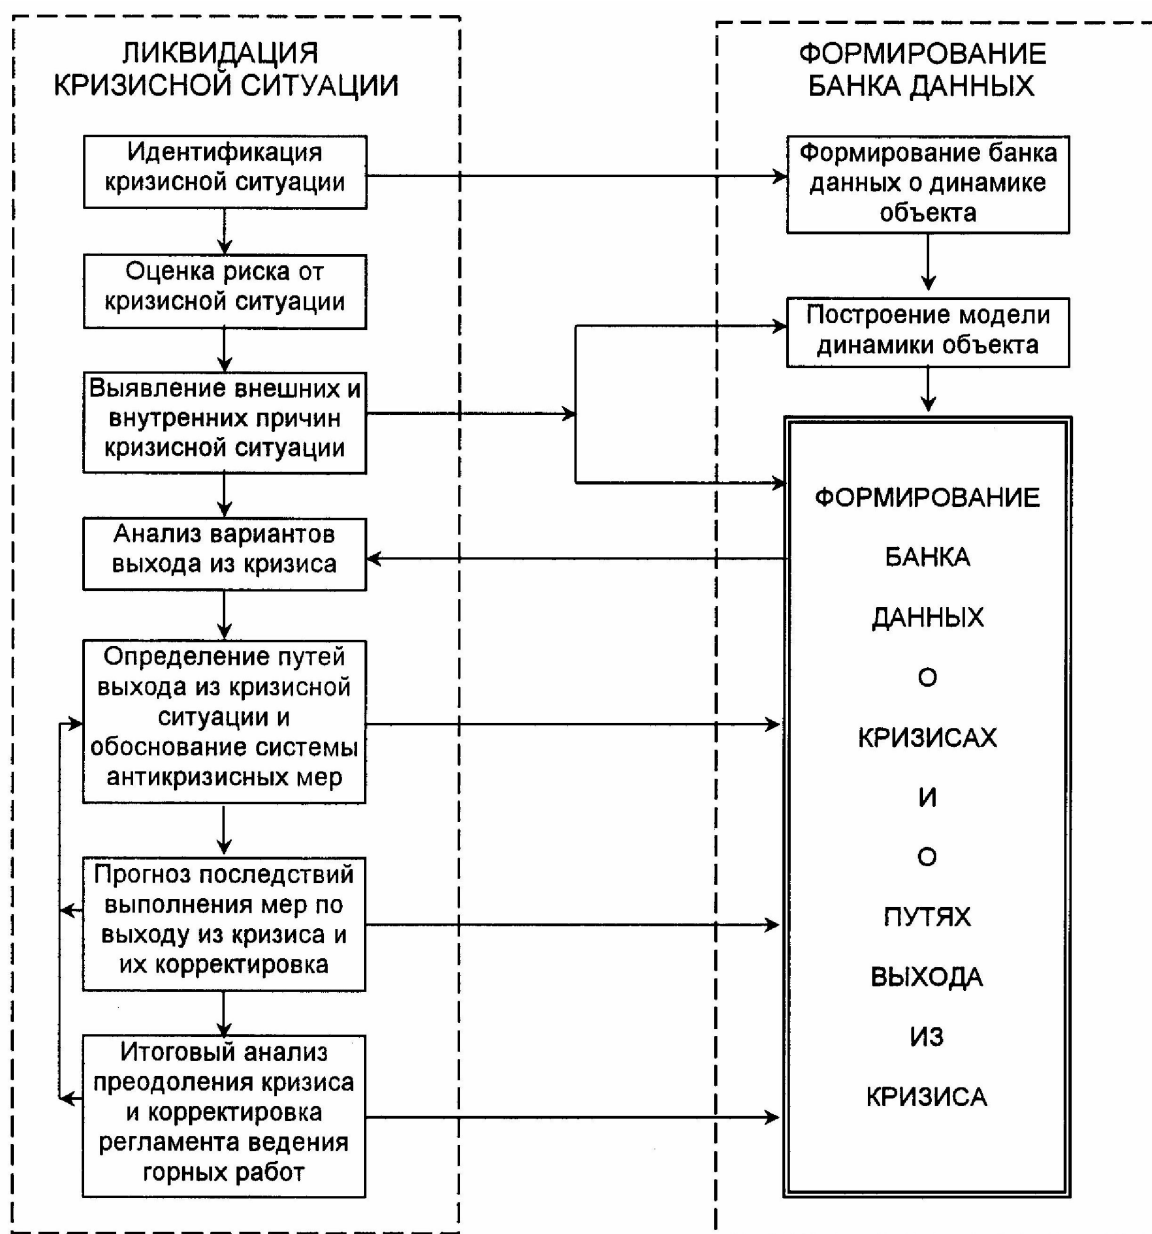 ЛИКВИДАЦИЯ
КРИЗИСНОЙ СИТУАЦИИ
Идентификация
кризисной ситуации
Оценка риска от
кризисной ситуации
Выявление внешних и
внутренних причин
кризисной ситуации
Анализ вариантов
выхода из кризиса
Определение путей
выхода из кризисной
ситуации и
обоснование системы
антикризисных мер
Прогноз последствий
выполнения мер по
выходу из кризиса и
их корректировка
Итоговый анализ
преодоления кризиса
и корректировка
регламента ведения
горных работ
ФОРМИРОВАНИЕ
БАНКА ДАННЫХ
Формирование банка
данных о динамике
объекта
Построение модели
динамики объекта
ФОРМИРОВАНИЕ
БАНКА
ДАННЫХ
О
КРИЗИСАХ
И
О
ПУТЯХ
ВЫХОДА
ИЗ
КРИЗИСА